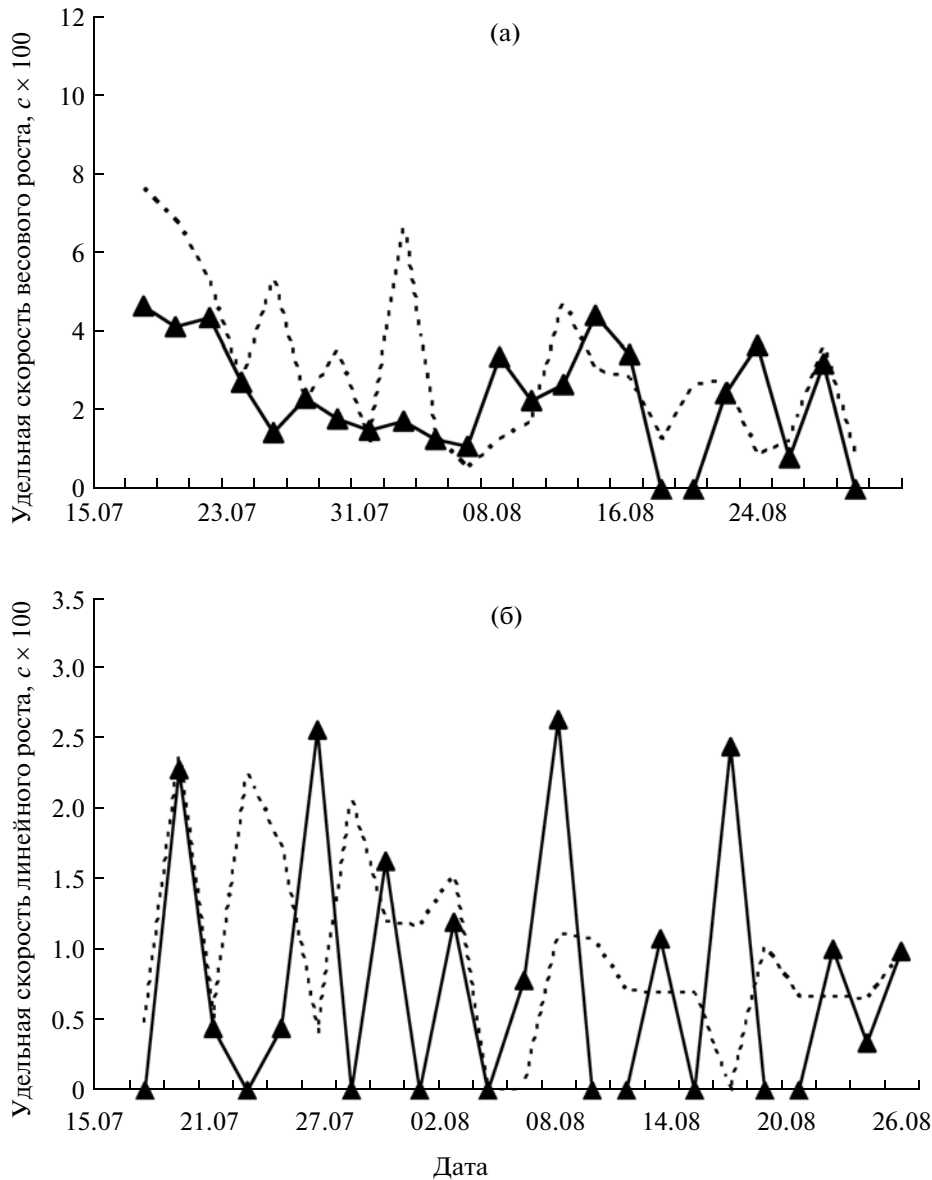 (а)
Удельная скорость весового роста, c × 100
12
10
8
6
4
2
0
15.07 23.07 31.07 08.08 16.08 24.08
(б)
Удельная скорость линейного роста, c × 100
3.5
3.0
2.5
2.0
1.5
1.0
0.5
0
15.07 21.07 27.07 02.08 08.08 14.08 20.08 26.08
Дата